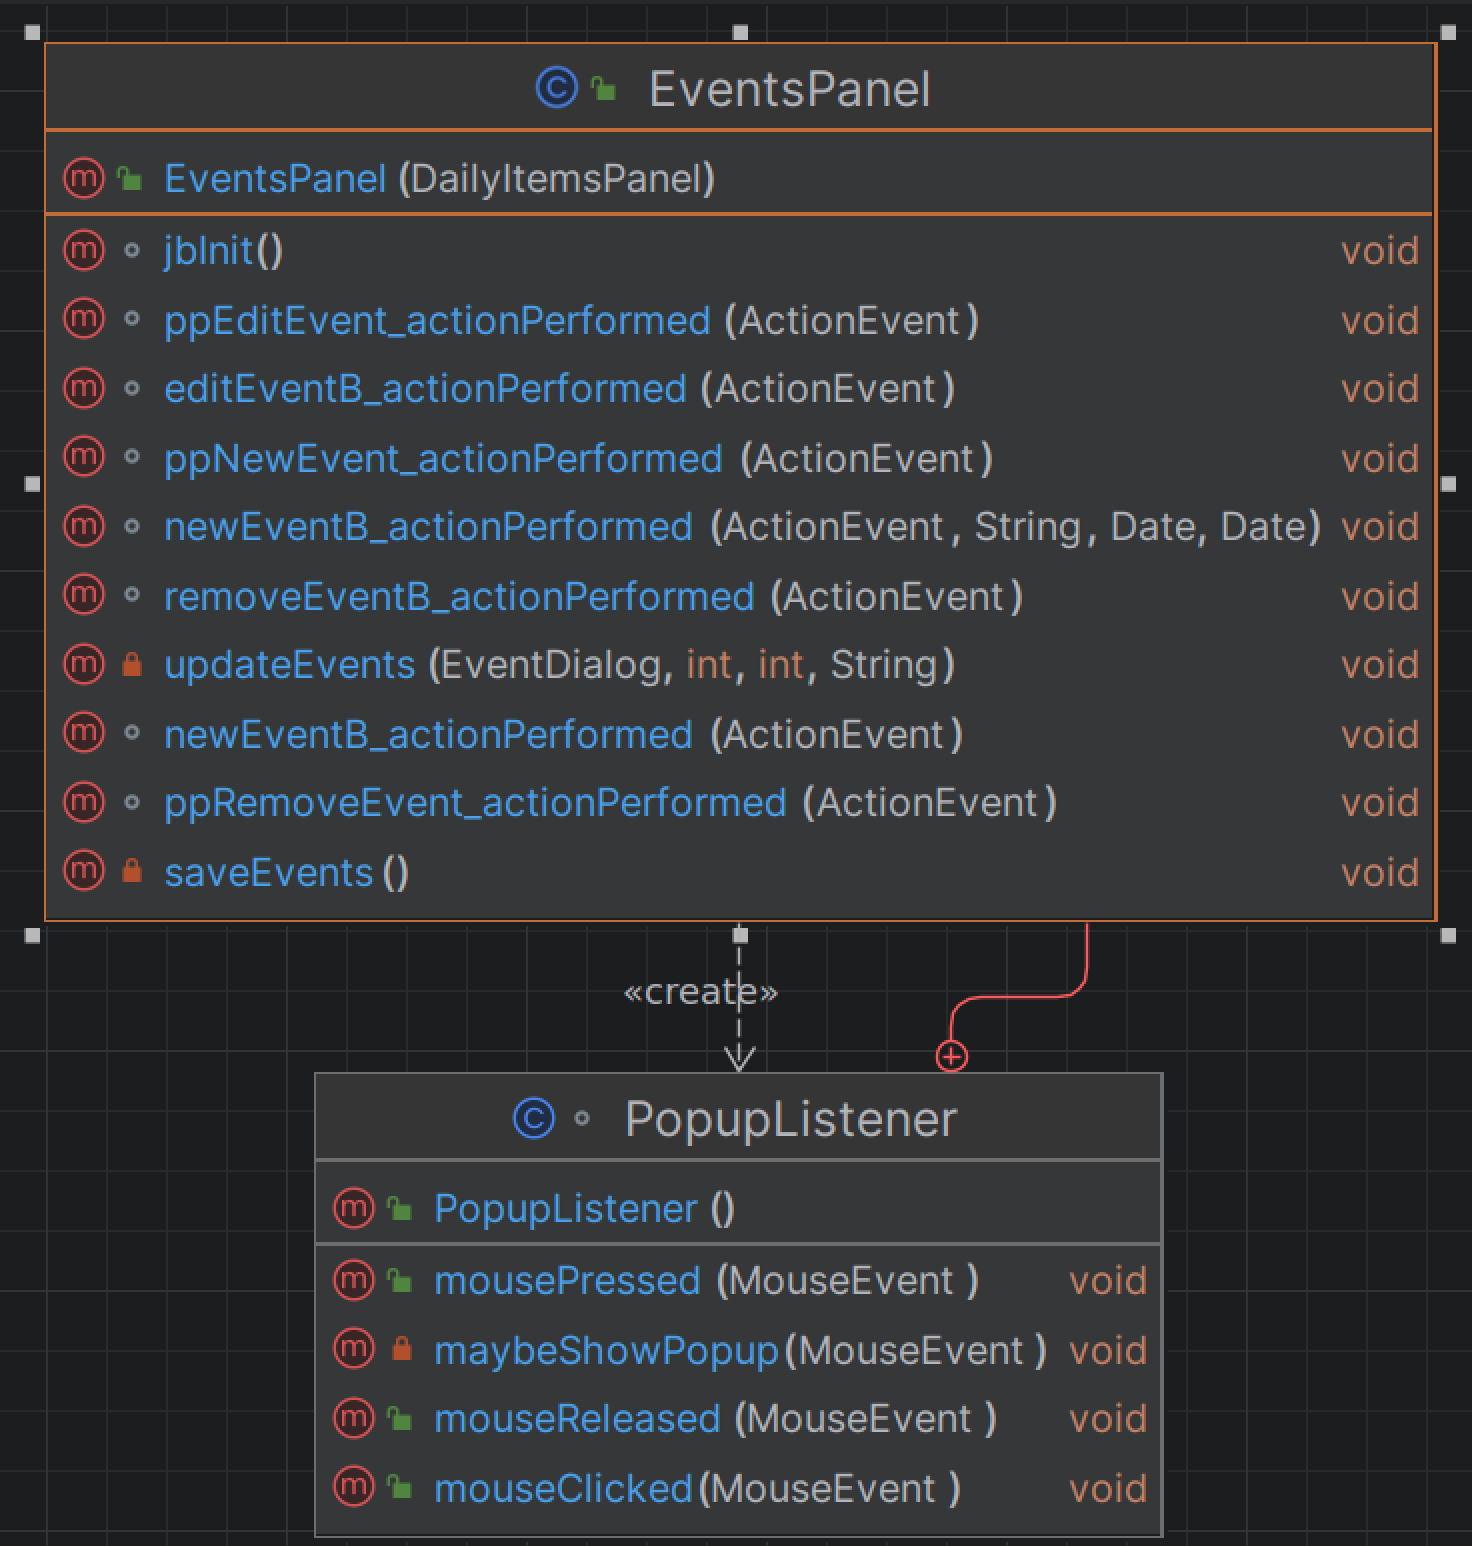 C EventsPanel
m EventsPanel (DailyItemsPanel)
m jbInit() void
m ppEditEvent_actionPerformed (ActionEvent) void
m editEventB_actionPerformed (ActionEvent) void
m ppNewEvent_actionPerformed (ActionEvent) void
m newEventB_actionPerformed (ActionEvent, String, Date, Date) void
m removeEventB_actionPerformed (ActionEvent) void
m updateEvents (EventDialog, int, int, String) void
m newEventB_actionPerformed (ActionEvent) void
m ppRemoveEvent_actionPerformed (ActionEvent) void
m saveEvents () void
«create»
C PopupListener
m PopupListener ()
m mousePressed (MouseEvent ) void
m maybeShowPopup(MouseEvent ) void
m mouseReleased (MouseEvent ) void
m mouseClicked(MouseEvent ) void